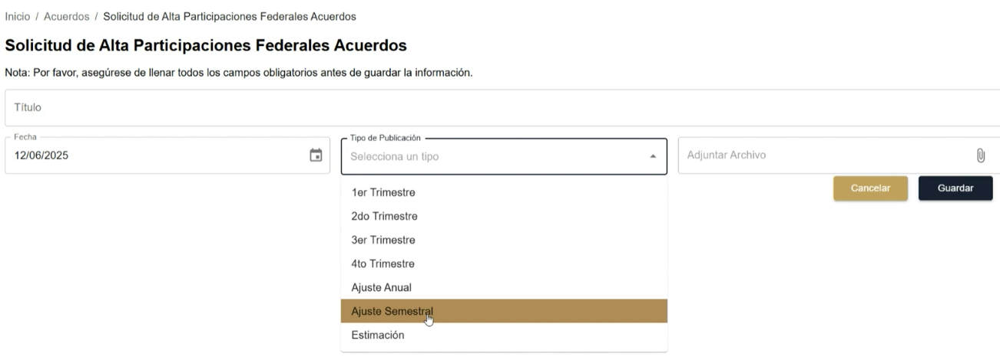 Inicio / Acuerdos / Solicitud de Alta Participaciones Federales Acuerdos
Solicitud de Alta Participaciones Federales Acuerdos
Nota: Por favor, asegúrese de llenar todos los campos obligatorios antes de guardar la información.
Título
Fecha
12/06/2025
Tipo de Publicación
Selecciona un tipo
Adjuntar Archivo
Cancelar
Guardar
1er Trimestre
2do Trimestre
3er Trimestre
4to Trimestre
Ajuste Anual
Ajuste Semestral
Estimación